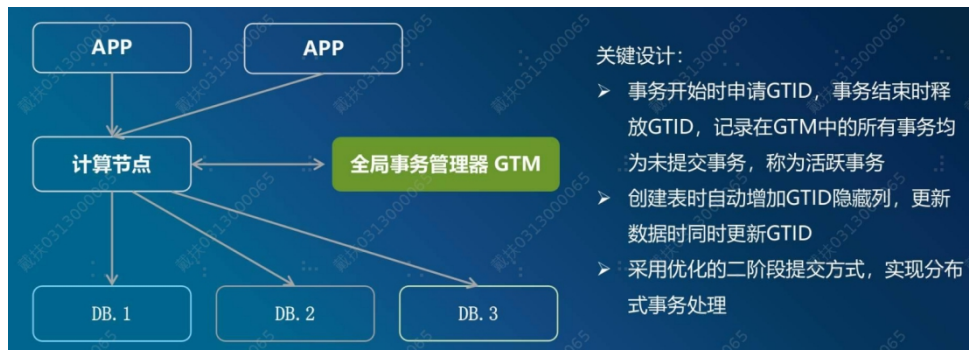 APP
APP
计算节点
全局事务管理器 GTM
DB. 1
DB. 2
DB. 3
关键设计：
➢ 事务开始时申请GTID，事务结束时释
放GTID，记录在GTM中的所有事务均
为未提交事务，称为活跃事务
➢ 创建表时自动增加GTID隐藏列，更新
数据时同时更新GTID
➢ 采用优化的二阶段提交方式，实现分布
式事务处理